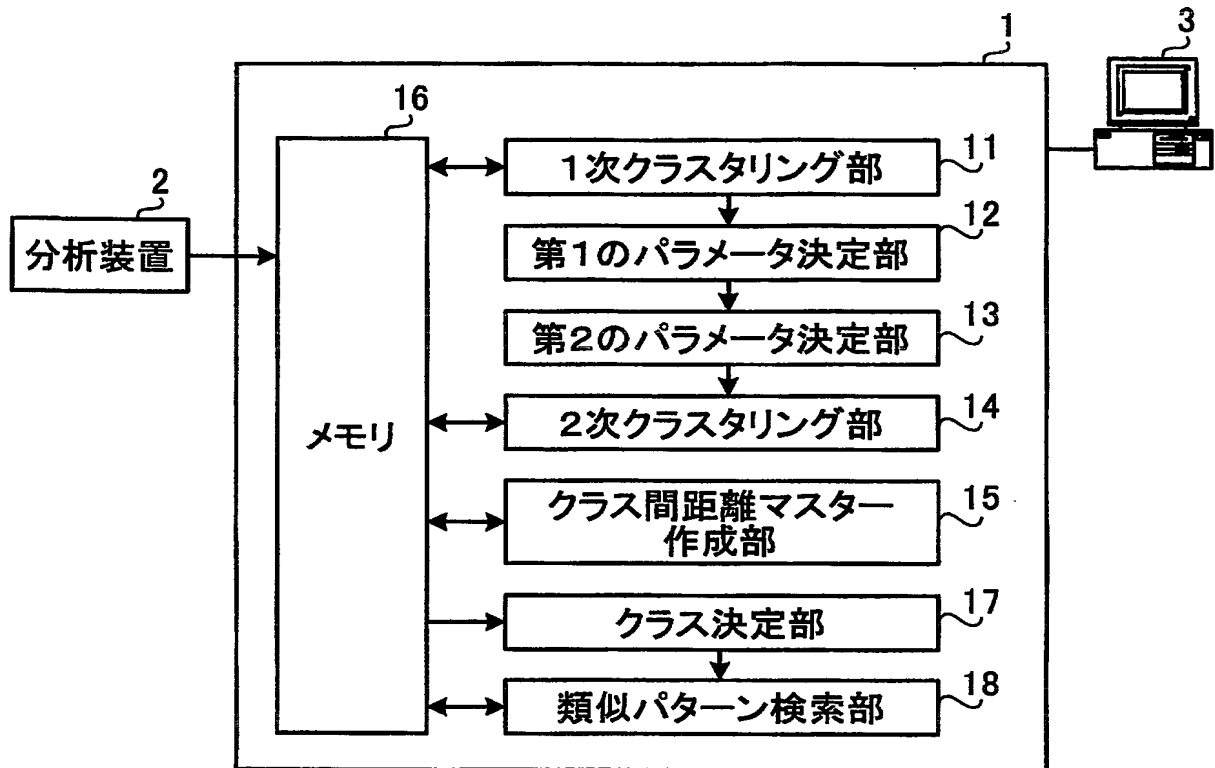 1
3
16
1次クラスタリング部
11
2
分析装置
第1のパラメータ決定部
12
第2のパラメータ決定部
13
メモリ
2次クラスタリング部
14
クラス間距離マスター
作成部
15
クラス決定部
17
類似パターン検索部
18